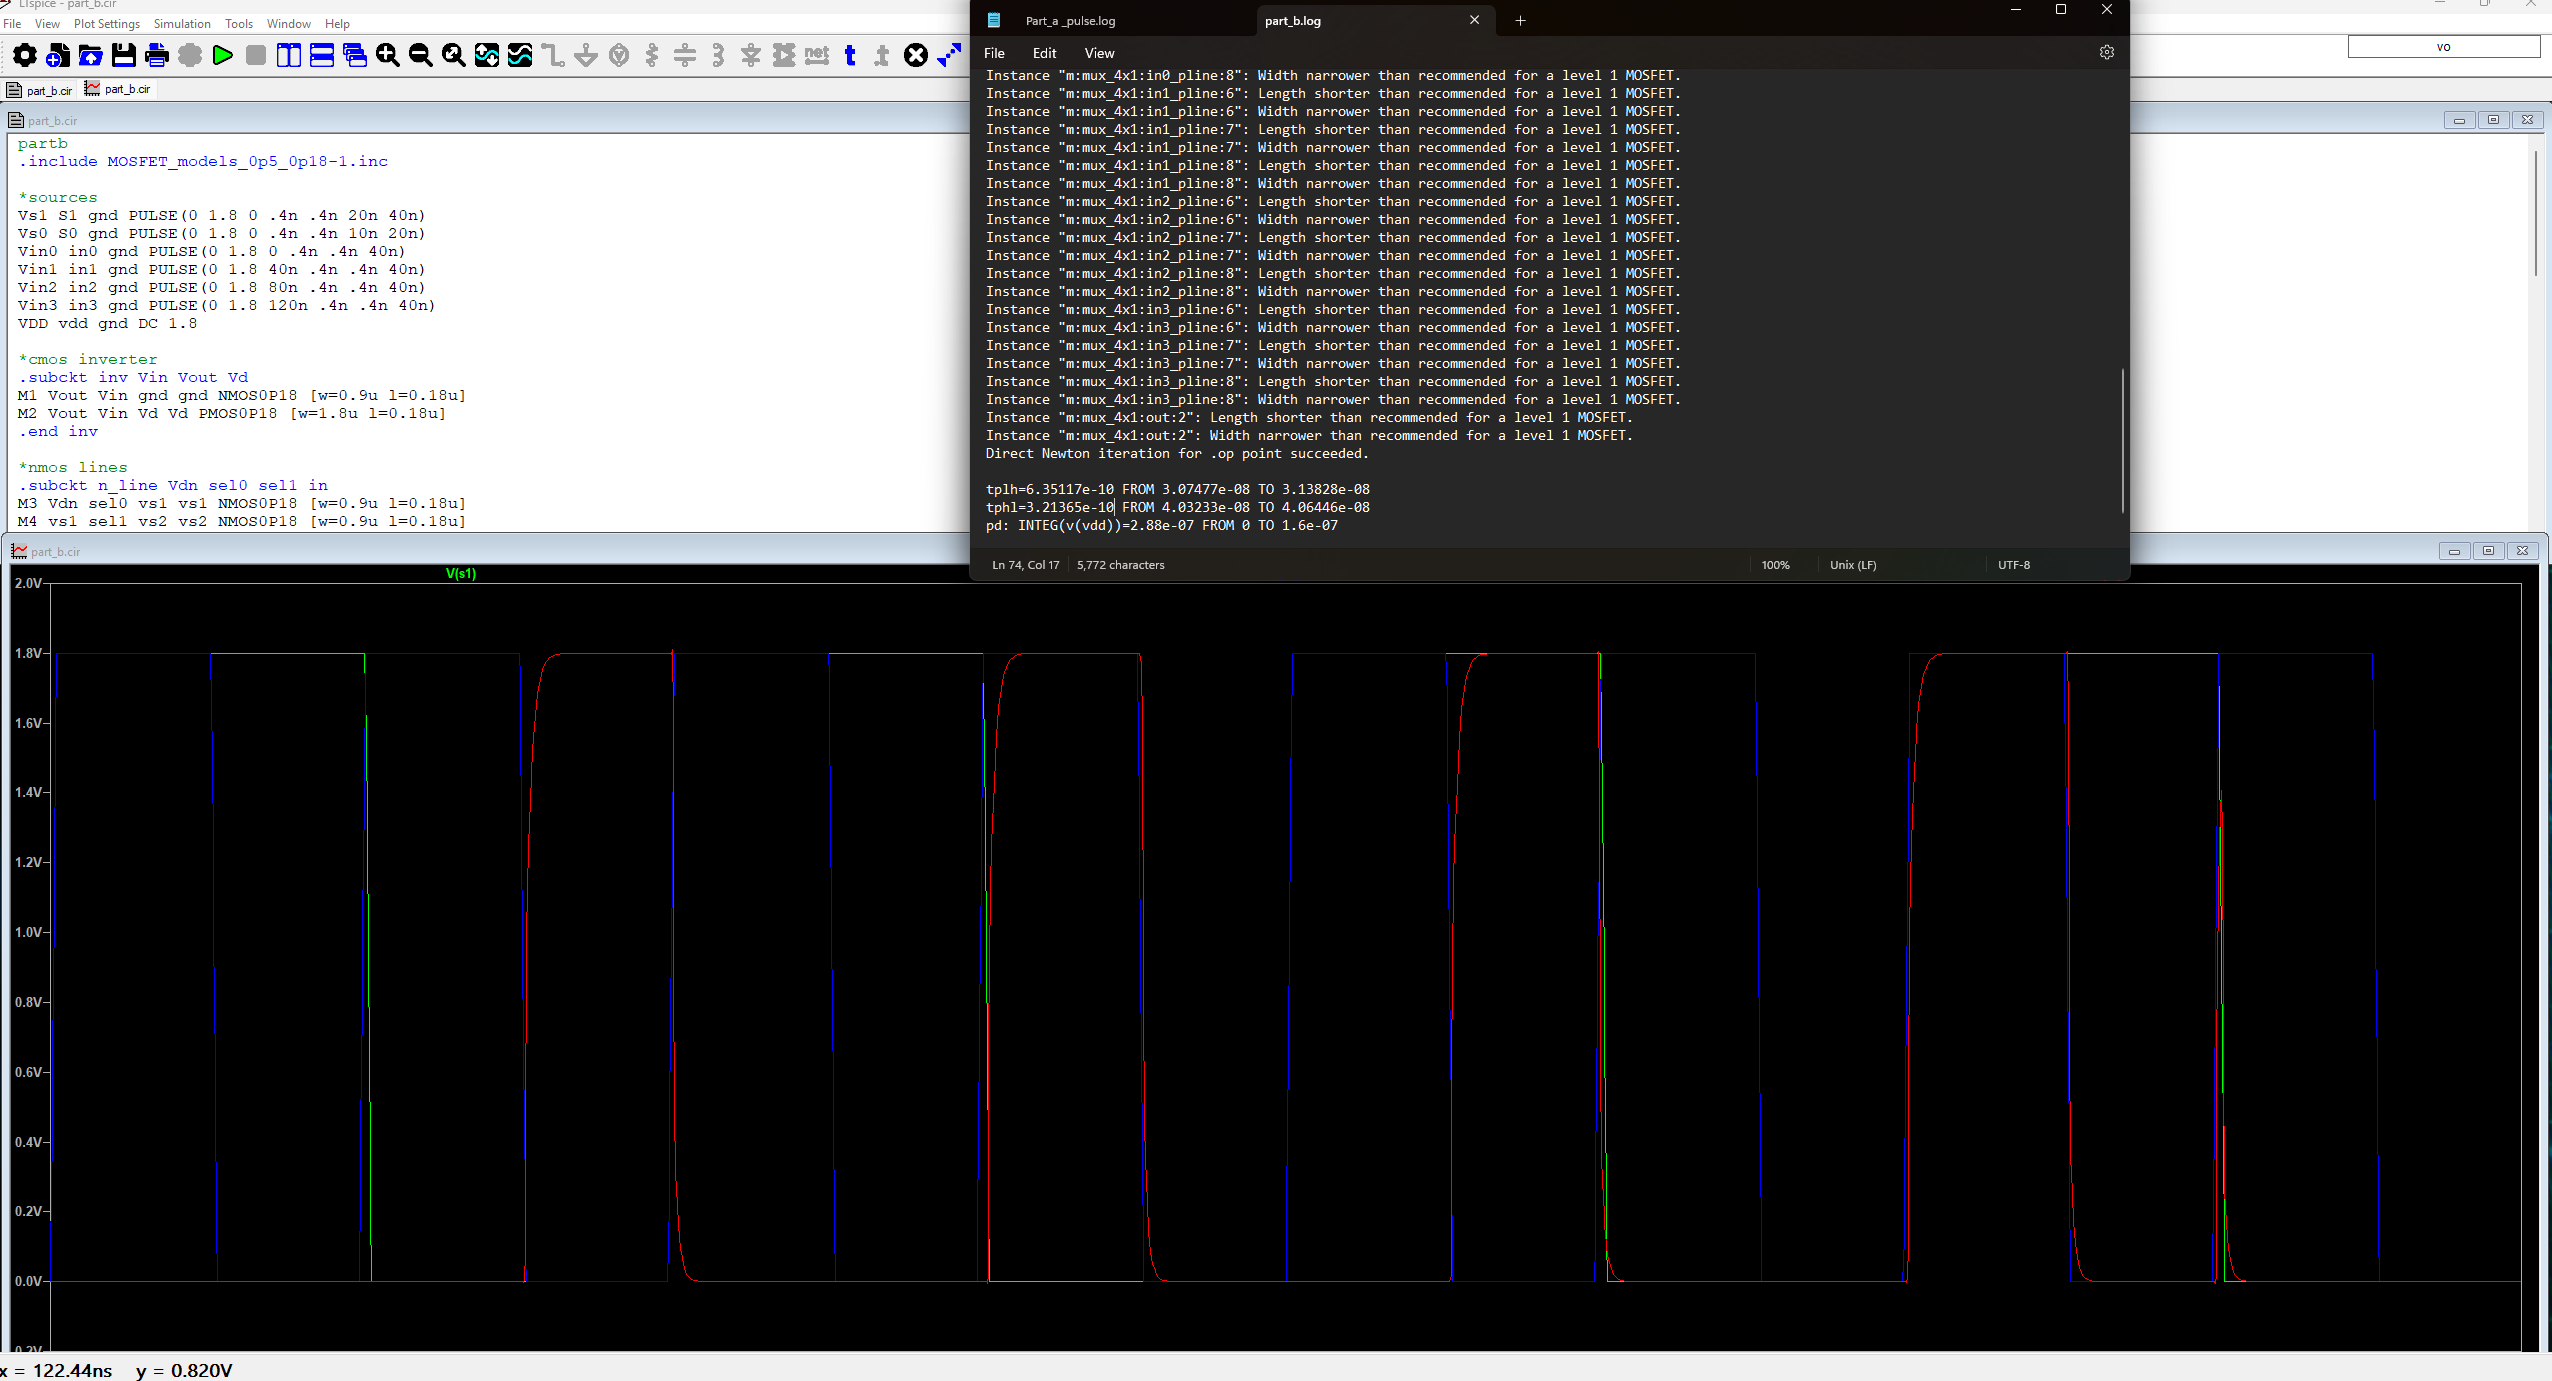 LTspice - part_b.cir
File View Plot Settings Simulation Tools Window Help
part_b.cir part_b.cir
vo
part_b.cir
partb
.include MOSFET_models_0p5_0p18-1.inc
*sources
Vs1 S1 gnd PULSE(0 1.8 0 .4n .4n 20n 40n)
Vs0 S0 gnd PULSE(0 1.8 0 .4n .4n 10n 20n)
Vin0 in0 gnd PULSE(0 1.8 0 .4n .4n 40n)
Vin1 in1 gnd PULSE(0 1.8 40n .4n .4n 40n)
Vin2 in2 gnd PULSE(0 1.8 80n .4n .4n 40n)
Vin3 in3 gnd PULSE(0 1.8 120n .4n .4n 40n)
VDD vdd gnd DC 1.8
*cmos inverter
.subckt inv Vin Vout Vd
M1 Vout Vin gnd gnd NMOS0P18 [w=0.9u l=0.18u]
M2 Vout Vin Vd Vd PMOS0P18 [w=1.8u l=0.18u]
.end inv
*nmos lines
.subckt n_line Vdn sel0 sel1 in
M3 Vdn sel0 vs1 vs1 NMOS0P18 [w=0.9u l=0.18u]
M4 vs1 sel1 vs2 vs2 NMOS0P18 [w=0.9u l=0.18u]
Part_a _pulse.log part_b.log
File Edit View
Instance "m:mux_4x1:in0_pline:8": Width narrower than recommended for a level 1 MOSFET.
Instance "m:mux_4x1:in1_pline:6": Length shorter than recommended for a level 1 MOSFET.
Instance "m:mux_4x1:in1_pline:6": Width narrower than recommended for a level 1 MOSFET.
Instance "m:mux_4x1:in1_pline:7": Length shorter than recommended for a level 1 MOSFET.
Instance "m:mux_4x1:in1_pline:7": Width narrower than recommended for a level 1 MOSFET.
Instance "m:mux_4x1:in1_pline:8": Length shorter than recommended for a level 1 MOSFET.
Instance "m:mux_4x1:in1_pline:8": Width narrower than recommended for a level 1 MOSFET.
Instance "m:mux_4x1:in2_pline:6": Length shorter than recommended for a level 1 MOSFET.
Instance "m:mux_4x1:in2_pline:6": Width narrower than recommended for a level 1 MOSFET.
Instance "m:mux_4x1:in2_pline:7": Length shorter than recommended for a level 1 MOSFET.
Instance "m:mux_4x1:in2_pline:7": Width narrower than recommended for a level 1 MOSFET.
Instance "m:mux_4x1:in2_pline:8": Length shorter than recommended for a level 1 MOSFET.
Instance "m:mux_4x1:in2_pline:8": Width narrower than recommended for a level 1 MOSFET.
Instance "m:mux_4x1:in3_pline:6": Length shorter than recommended for a level 1 MOSFET.
Instance "m:mux_4x1:in3_pline:6": Width narrower than recommended for a level 1 MOSFET.
Instance "m:mux_4x1:in3_pline:7": Length shorter than recommended for a level 1 MOSFET.
Instance "m:mux_4x1:in3_pline:7": Width narrower than recommended for a level 1 MOSFET.
Instance "m:mux_4x1:in3_pline:8": Length shorter than recommended for a level 1 MOSFET.
Instance "m:mux_4x1:in3_pline:8": Width narrower than recommended for a level 1 MOSFET.
Instance "m:mux_4x1:out:2": Length shorter than recommended for a level 1 MOSFET.
Instance "m:mux_4x1:out:2": Width narrower than recommended for a level 1 MOSFET.
Direct Newton iteration for .op point succeeded.
tplh=6.35117e-10 FROM 3.07477e-08 TO 3.13828e-08
tphl=3.21365e-10 FROM 4.03233e-08 TO 4.06446e-08
pd: INTEG(v(vdd))=2.88e-07 FROM 0 TO 1.6e-07
Ln 74, Col 17 5,772 characters 100% Unix (LF) UTF-8
part_b.cir
V(s1)
2.0V
1.8V
1.6V
1.4V
1.2V
1.0V
0.8V
0.6V
0.4V
0.2V
0.0V
x = 122.44ns y = 0.820V